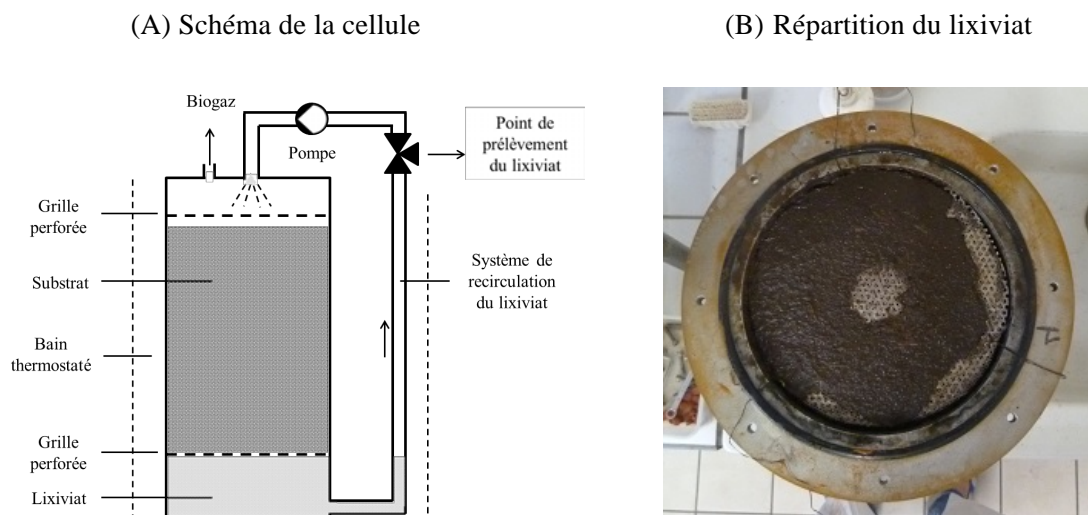 (A) Schéma de la cellule
(B) Répartition du lixiviat
Biogaz
Pompe
Point de
prélèvement
du lixiviat
Grille
perforée
Substrat
Système de
recirculation
du lixiviat
Bain
thermostaté
Grille
perforée
Lixiviat